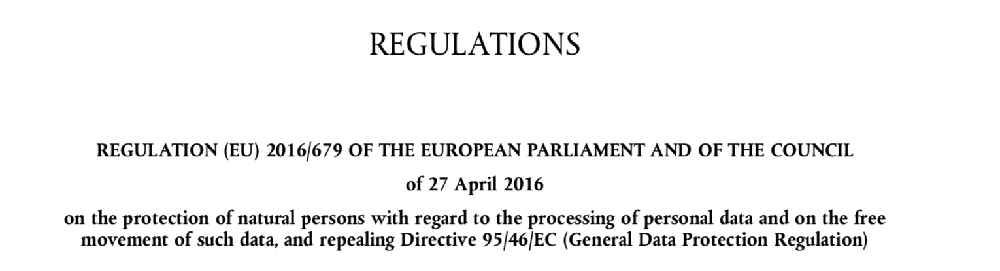 REGULATIONS
REGULATION (EU) 2016/679 OF THE EUROPEAN PARLIAMENT AND OF THE COUNCIL
of 27 April 2016
on the protection of natural persons with regard to the processing of personal data and on the free
movement of such data, and repealing Directive 95/46/EC (General Data Protection Regulation)